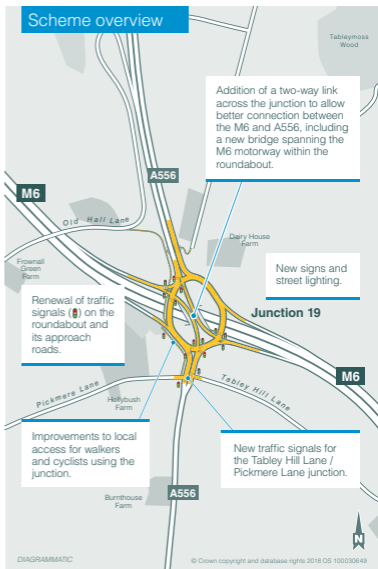 Scheme overview
Tableymoss
Wood
Addition of a two-way link
across the junction to allow
better connection between
the M6 and A556, including
a new bridge spanning the
M6 motorway within the
roundabout.
A556
M6
Old Hall Lane
Dairy House
Farm
Frownall
Green
Farm
New signs and
street lighting.
Renewal of traffic
signals ( ) on the
roundabout and
its approach
roads.
Junction 19
M6
Pickmere Lane
Tabley Hill Lane
Hollybush
Farm
Improvements to local
access for walkers
and cyclists using the
junction.
New traffic signals for
the Tabley Hill Lane /
Pickmere Lane junction.
A556
Burnthouse
Farm
N
DIAGRAMMATIC
© Crown copyright and database rights 2018 OS 100030649